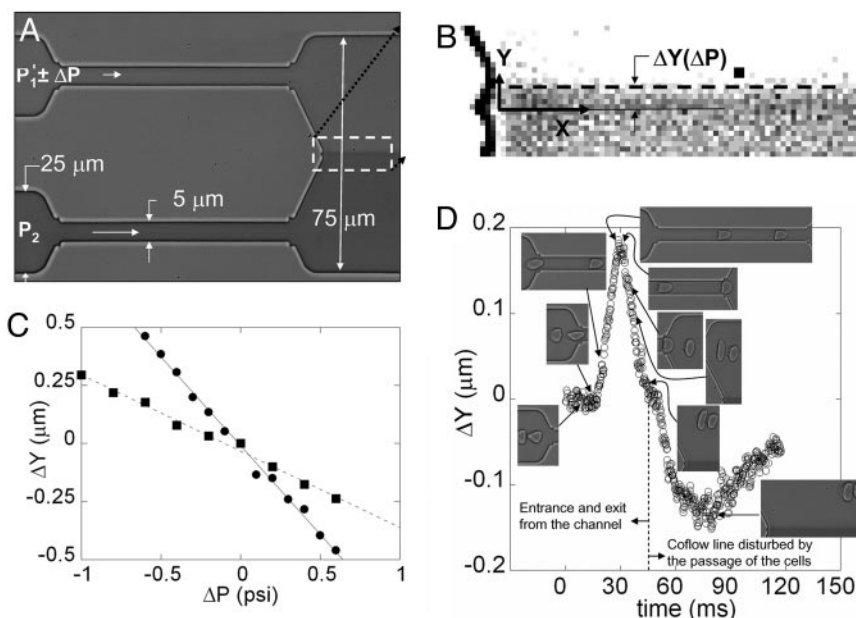 A
P₁'± ΔP
25 μm
5 μm
75 μm
P₂
B
Y
ΔY(ΔP)
X
C
0.5
0.25
0
-0.25
-0.5
ΔY (μm)
-1
-0.5
0
0.5
1
ΔP (psi)
D
0.2
0.1
0
-0.1
-0.2
ΔY (μm)
Entrance and exit
from the channel
Coflow line disturbed by
the passage of the cells
0
30
60
90
120
150
time (ms)